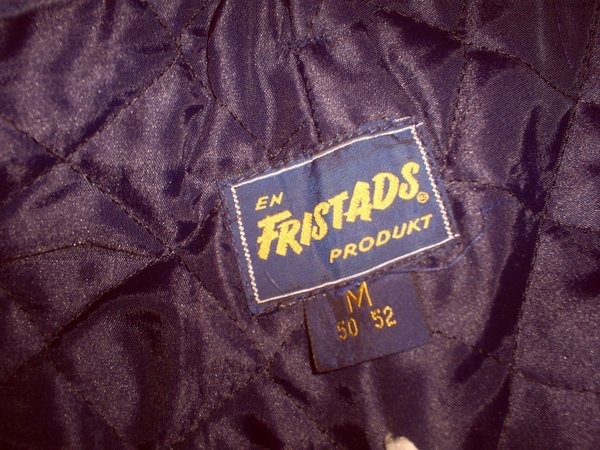 EN
FRISTADS®
PRODUKT
M
50 52